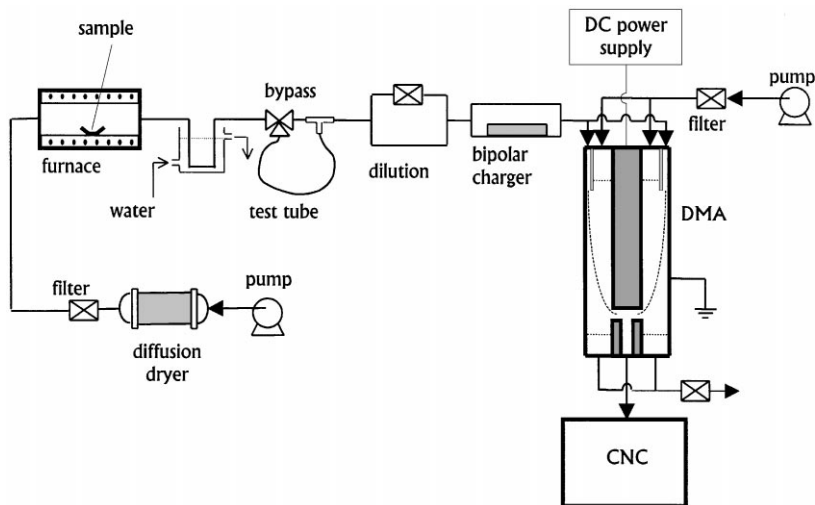 DC power
supply
sample
bypass
pump
filter
furnace
water
test tube
dilution
bipolar
charger
DMA
filter
pump
diffusion
dryer
CNC